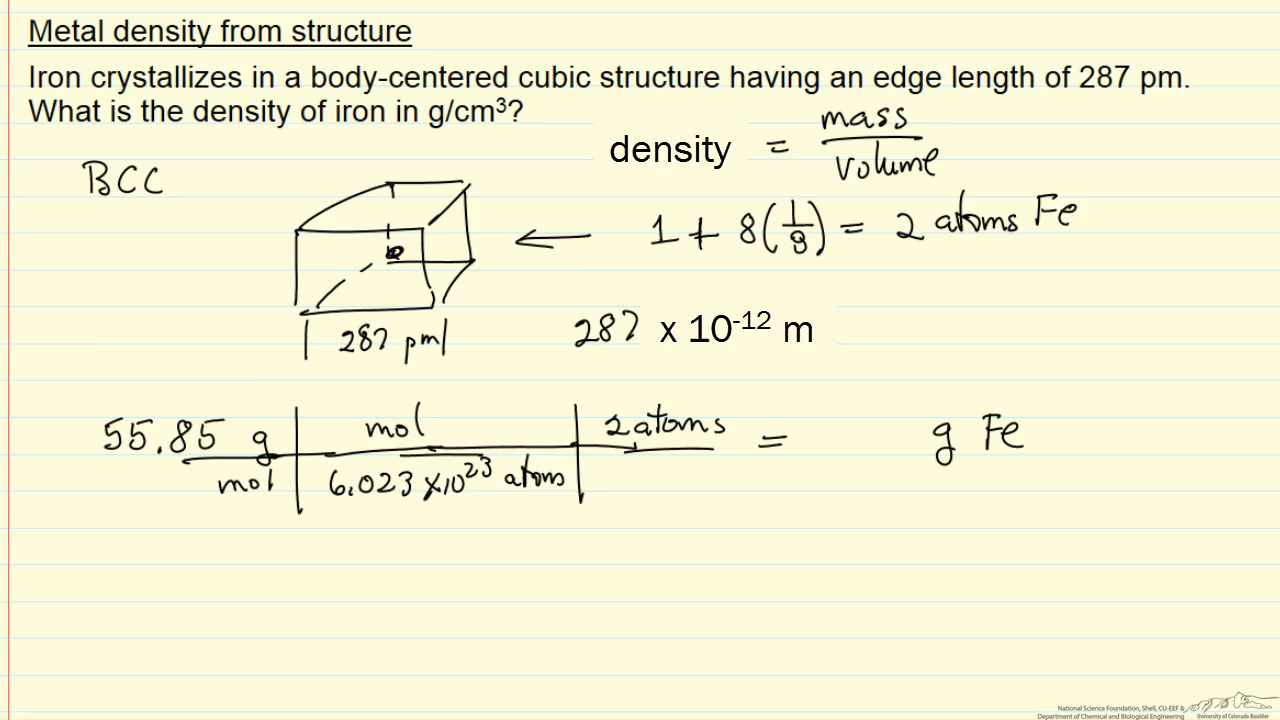 Metal density from structure
Iron crystallizes in a body-centered cubic structure having an edge length of 287 pm.
What is the density of iron in g/cm³?
density = mass / volume
BCC
1 + 8(1/8) = 2 atoms Fe
287 pm
287 x 10⁻¹² m
55.85 g | mol | 2 atoms = g Fe
mol | 6.023 x 10²³ atoms |
National Science Foundation, Shell, CU-EEF &
Department of Chemical and Biological Engineering
University of Colorado Boulder